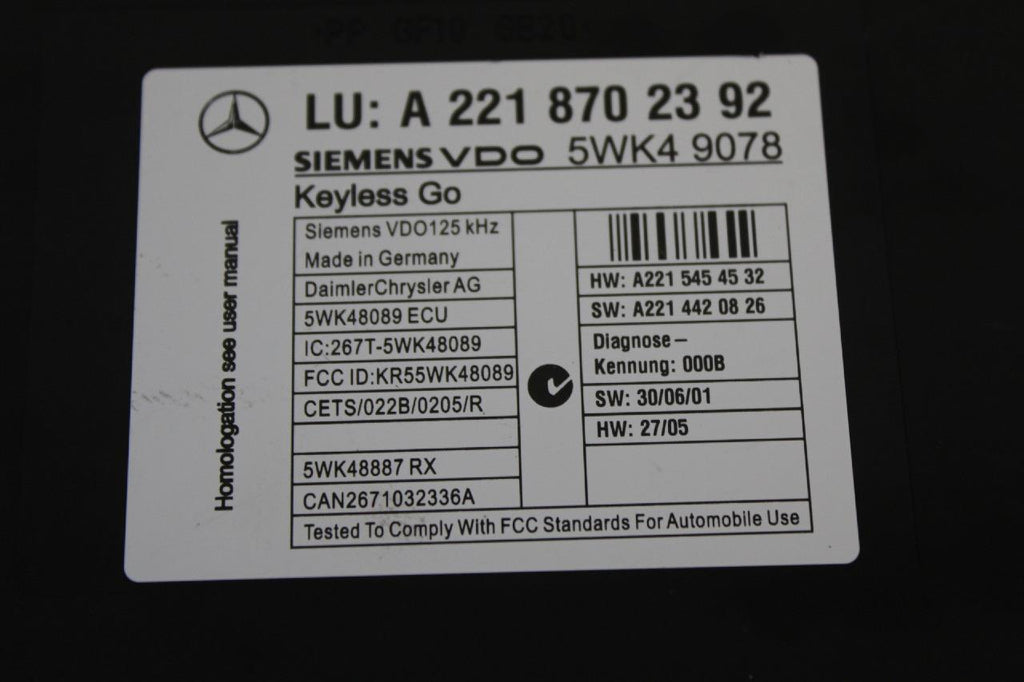 LU: A 221 870 23 92
SIEMENS VDO 5WK4 9078
Keyless Go
Homologation see user manual
Siemens VDO125 kHz
Made in Germany
DaimlerChrysler AG
5WK48089 ECU
IC:267T-5WK48089
FCC ID:KR55WK48089
CETS/022B/0205/R
5WK48887 RX
CAN2671032336A
HW: A221 545 45 32
SW: A221 442 08 26
Diagnose –
Kennung: 000B
SW: 30/06/01
HW: 27/05
Tested To Comply With FCC Standards For Automobile Use